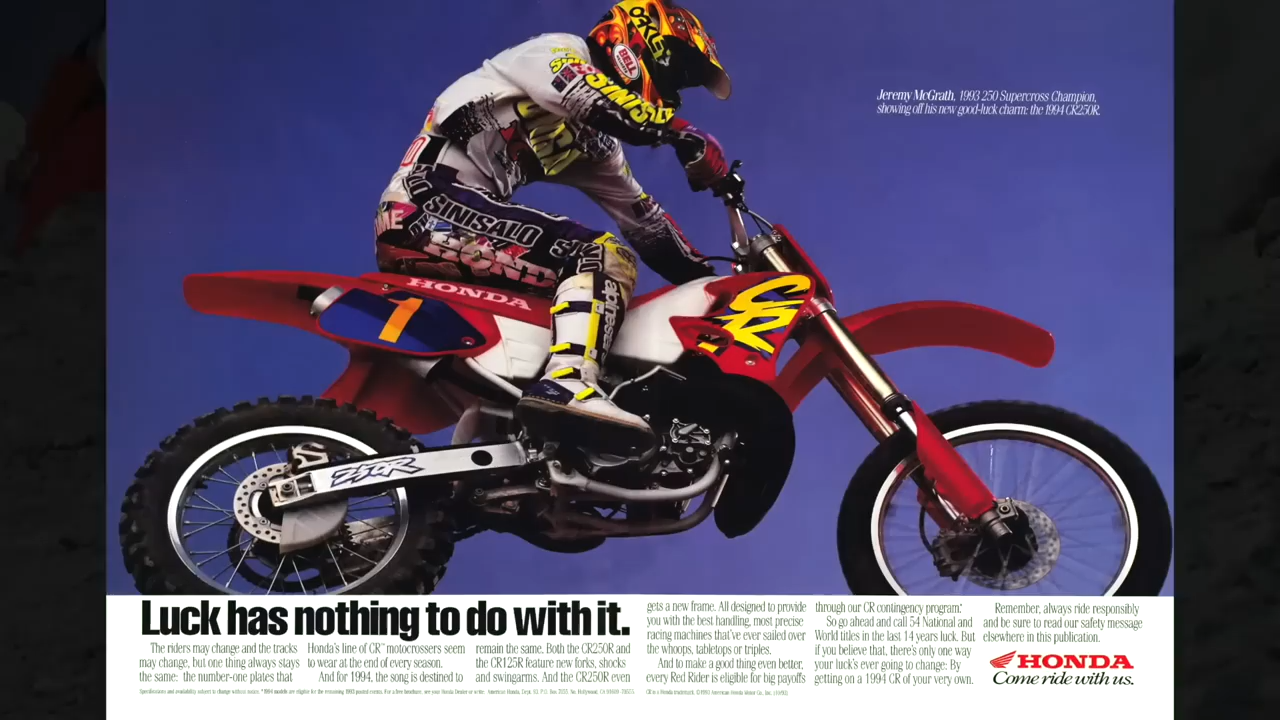 OAKLEY
BELL
SINISALO
Jeremy McGrath, 1993 250 Supercross Champion,
showing off his new good-luck charm: the 1994 CR250R.
SINISALO
HONDA
HONDA
alpinestars
1
CR
250R
Luck has nothing to do with it.
The riders may change and the tracks
may change, but one thing always stays
the same: the number-one plates that
Honda's line of CR™ motocrossers seem
to wear at the end of every season.
And for 1994, the song is destined to
remain the same. Both the CR250R and
the CR125R feature new forks, shocks
and swingarms. And the CR250R even
gets a new frame. All designed to provide
you with the best handling, most precise
racing machines that've ever sailed over
the whoops, tabletops or triples.
And to make a good thing even better,
every Red Rider is eligible for big payoffs
through our CR contingency program.*
So go ahead and call 54 National and
World titles in the last 14 years luck. But
if you believe that, there's only one way
your luck's ever going to change: By
getting on a 1994 CR of your very own.
Remember, always ride responsibly
and be sure to read our safety message
elsewhere in this publication.
HONDA
Come ride with us.